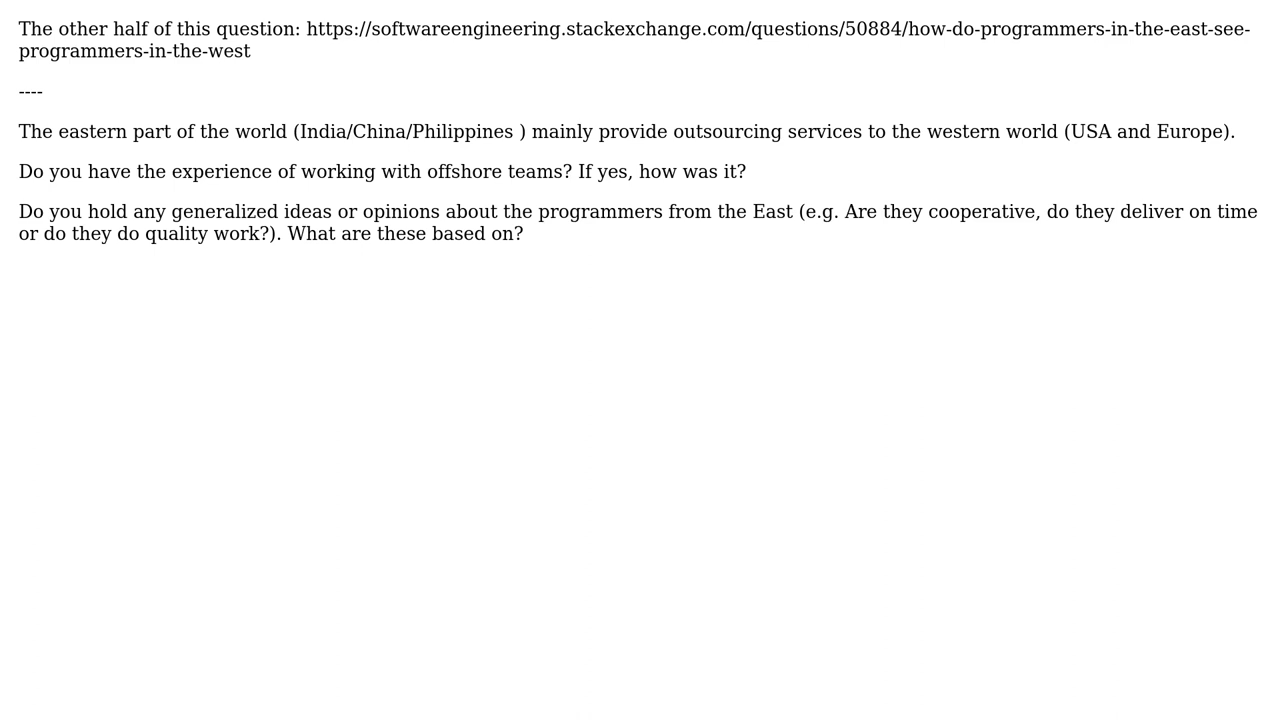 The other half of this question: https://softwareengineering.stackexchange.com/questions/50884/how-do-programmers-in-the-east-see-
programmers-in-the-west
----
The eastern part of the world (India/China/Philippines ) mainly provide outsourcing services to the western world (USA and Europe).
Do you have the experience of working with offshore teams? If yes, how was it?
Do you hold any generalized ideas or opinions about the programmers from the East (e.g. Are they cooperative, do they deliver on time
or do they do quality work?). What are these based on?